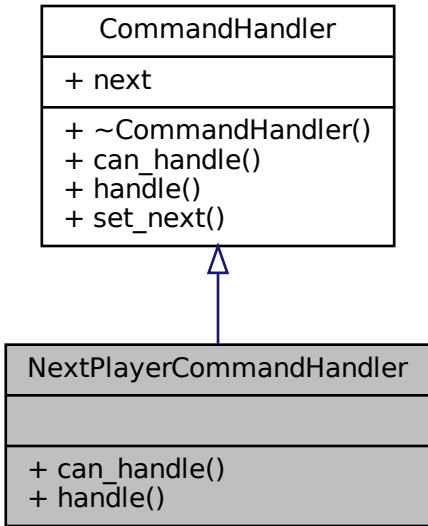 CommandHandler
+ next
+ ~CommandHandler()
+ can_handle()
+ handle()
+ set_next()
NextPlayerCommandHandler
+ can_handle()
+ handle()